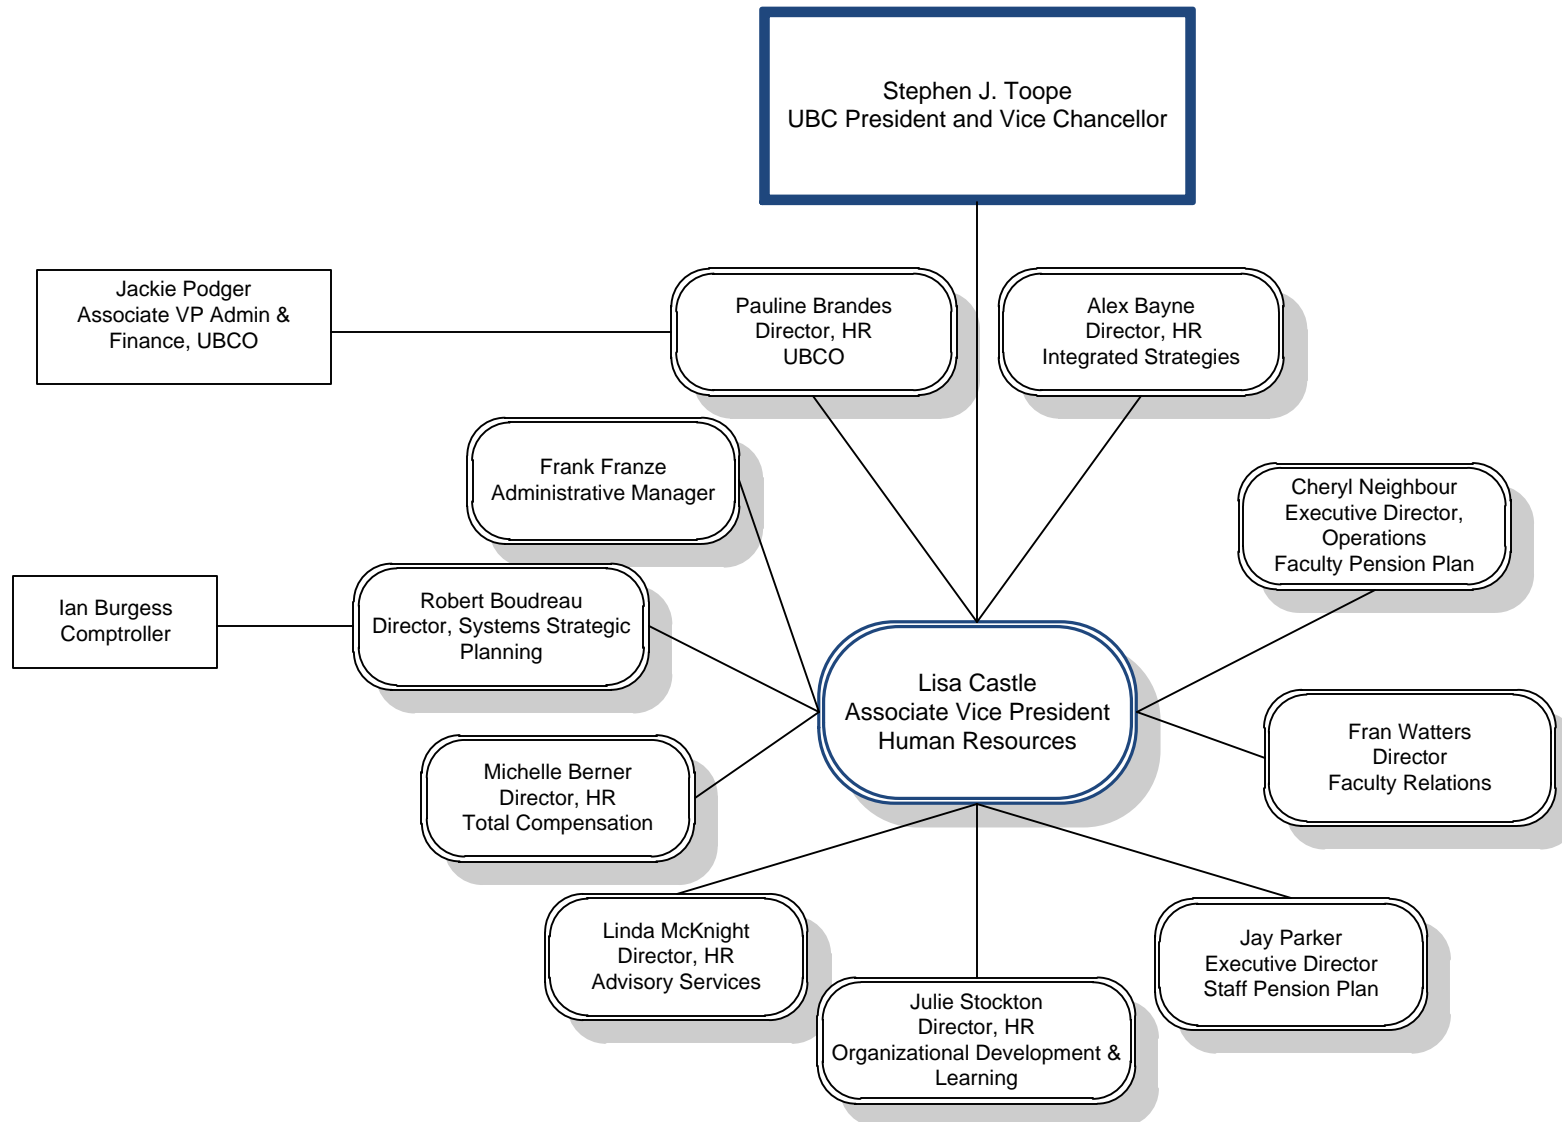 Stephen J. Toope
UBC President and Vice Chancellor
Jackie Podger
Associate VP Admin &
Finance, UBCO
Pauline Brandes
Director, HR
UBCO
Alex Bayne
Director, HR
Integrated Strategies
Frank Franze
Administrative Manager
Cheryl Neighbour
Executive Director,
Operations
Faculty Pension Plan
Ian Burgess
Comptroller
Robert Boudreau
Director, Systems Strategic
Planning
Lisa Castle
Associate Vice President
Human Resources
Fran Watters
Director
Faculty Relations
Michelle Berner
Director, HR
Total Compensation
Linda McKnight
Director, HR
Advisory Services
Julie Stockton
Director, HR
Organizational Development &
Learning
Jay Parker
Executive Director
Staff Pension Plan